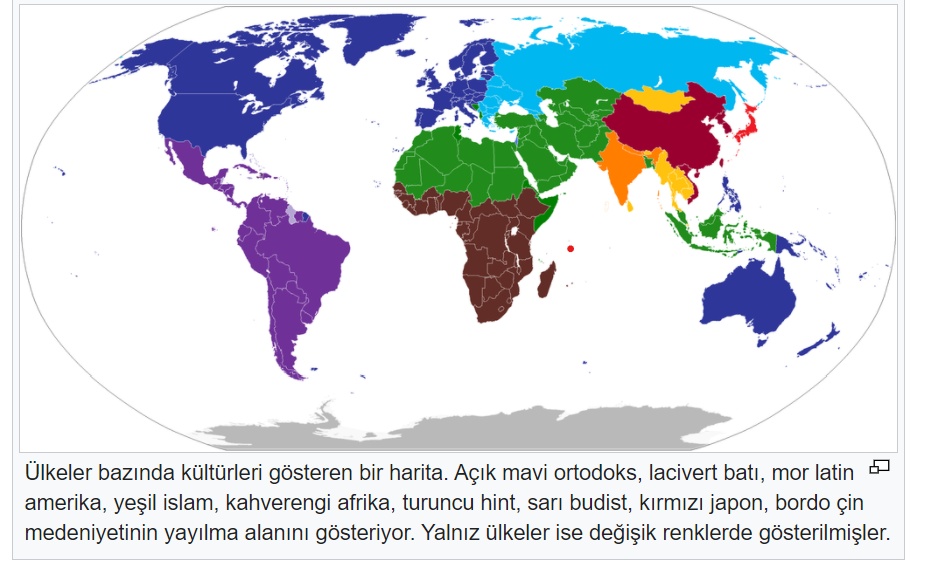 Ülkeler bazında kültürleri gösteren bir harita. Açık mavi ortodoks, lacivert batı, mor latin
amerika, yeşil islam, kahverengi afrika, turuncu hint, sarı budist, kırmızı japon, bordo çin
medeniyetinin yayılma alanını gösteriyor. Yalnız ülkeler ise değişik renklerde gösterilmişler.